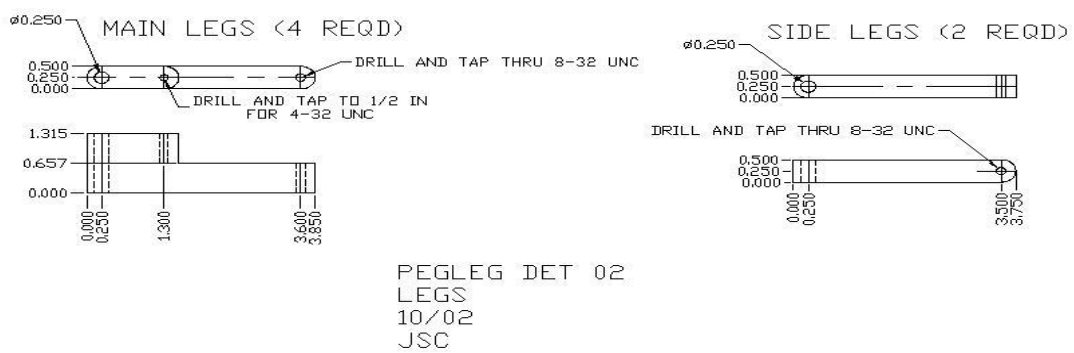 ø0.250
MAIN LEGS (4 REQD)
0.500
0.250
0.000
DRILL AND TAP THRU 8-32 UNC
DRILL AND TAP TO 1/2 IN
FOR 4-32 UNC
1.315
0.657
0.000
0.000
0.250
1.300
3.600
3.850
SIDE LEGS (2 REQD)
ø0.250
0.500
0.250
0.000
DRILL AND TAP THRU 8-32 UNC
0.500
0.250
0.000
0.000
0.250
3.500
3.750
PEGLEG DET 02
LEGS
10/02
JSC